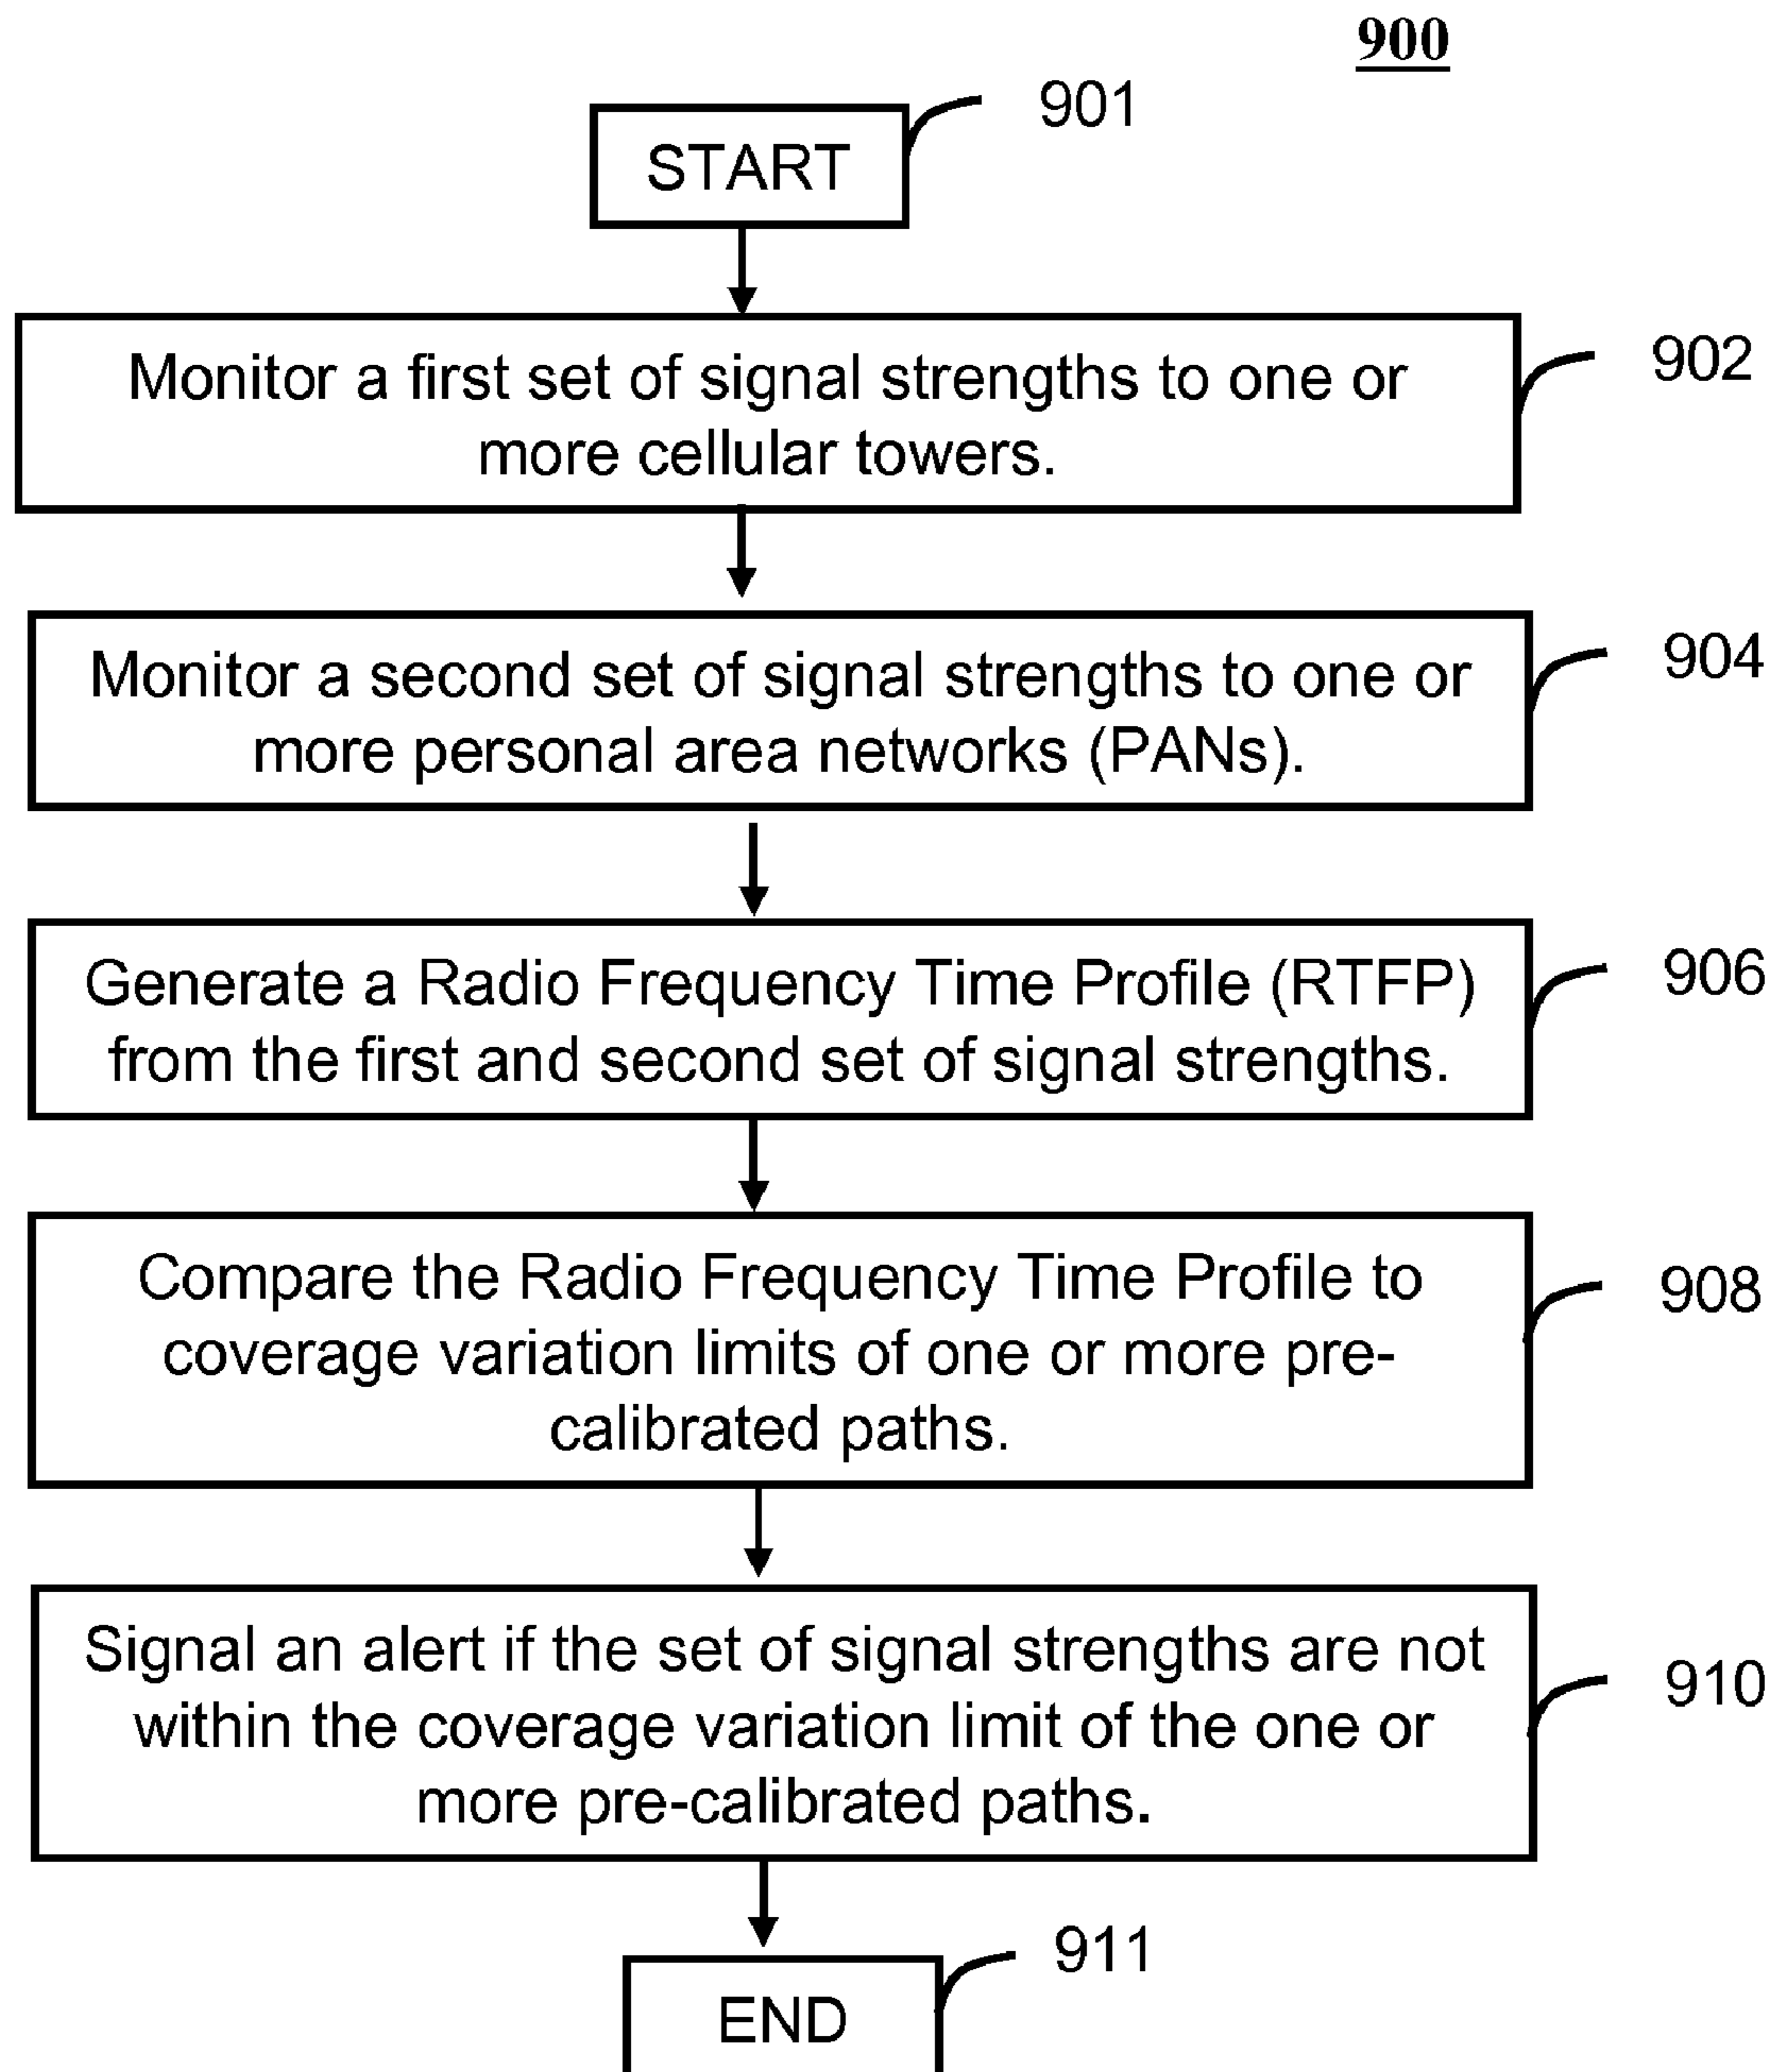 900
901
START
902
Monitor a first set of signal strengths to one or
more cellular towers.
904
Monitor a second set of signal strengths to one or
more personal area networks (PANs).
906
Generate a Radio Frequency Time Profile (RTFP)
from the first and second set of signal strengths.
908
Compare the Radio Frequency Time Profile to
coverage variation limits of one or more pre-
calibrated paths.
910
Signal an alert if the set of signal strengths are not
within the coverage variation limit of the one or
more pre-calibrated paths.
911
END